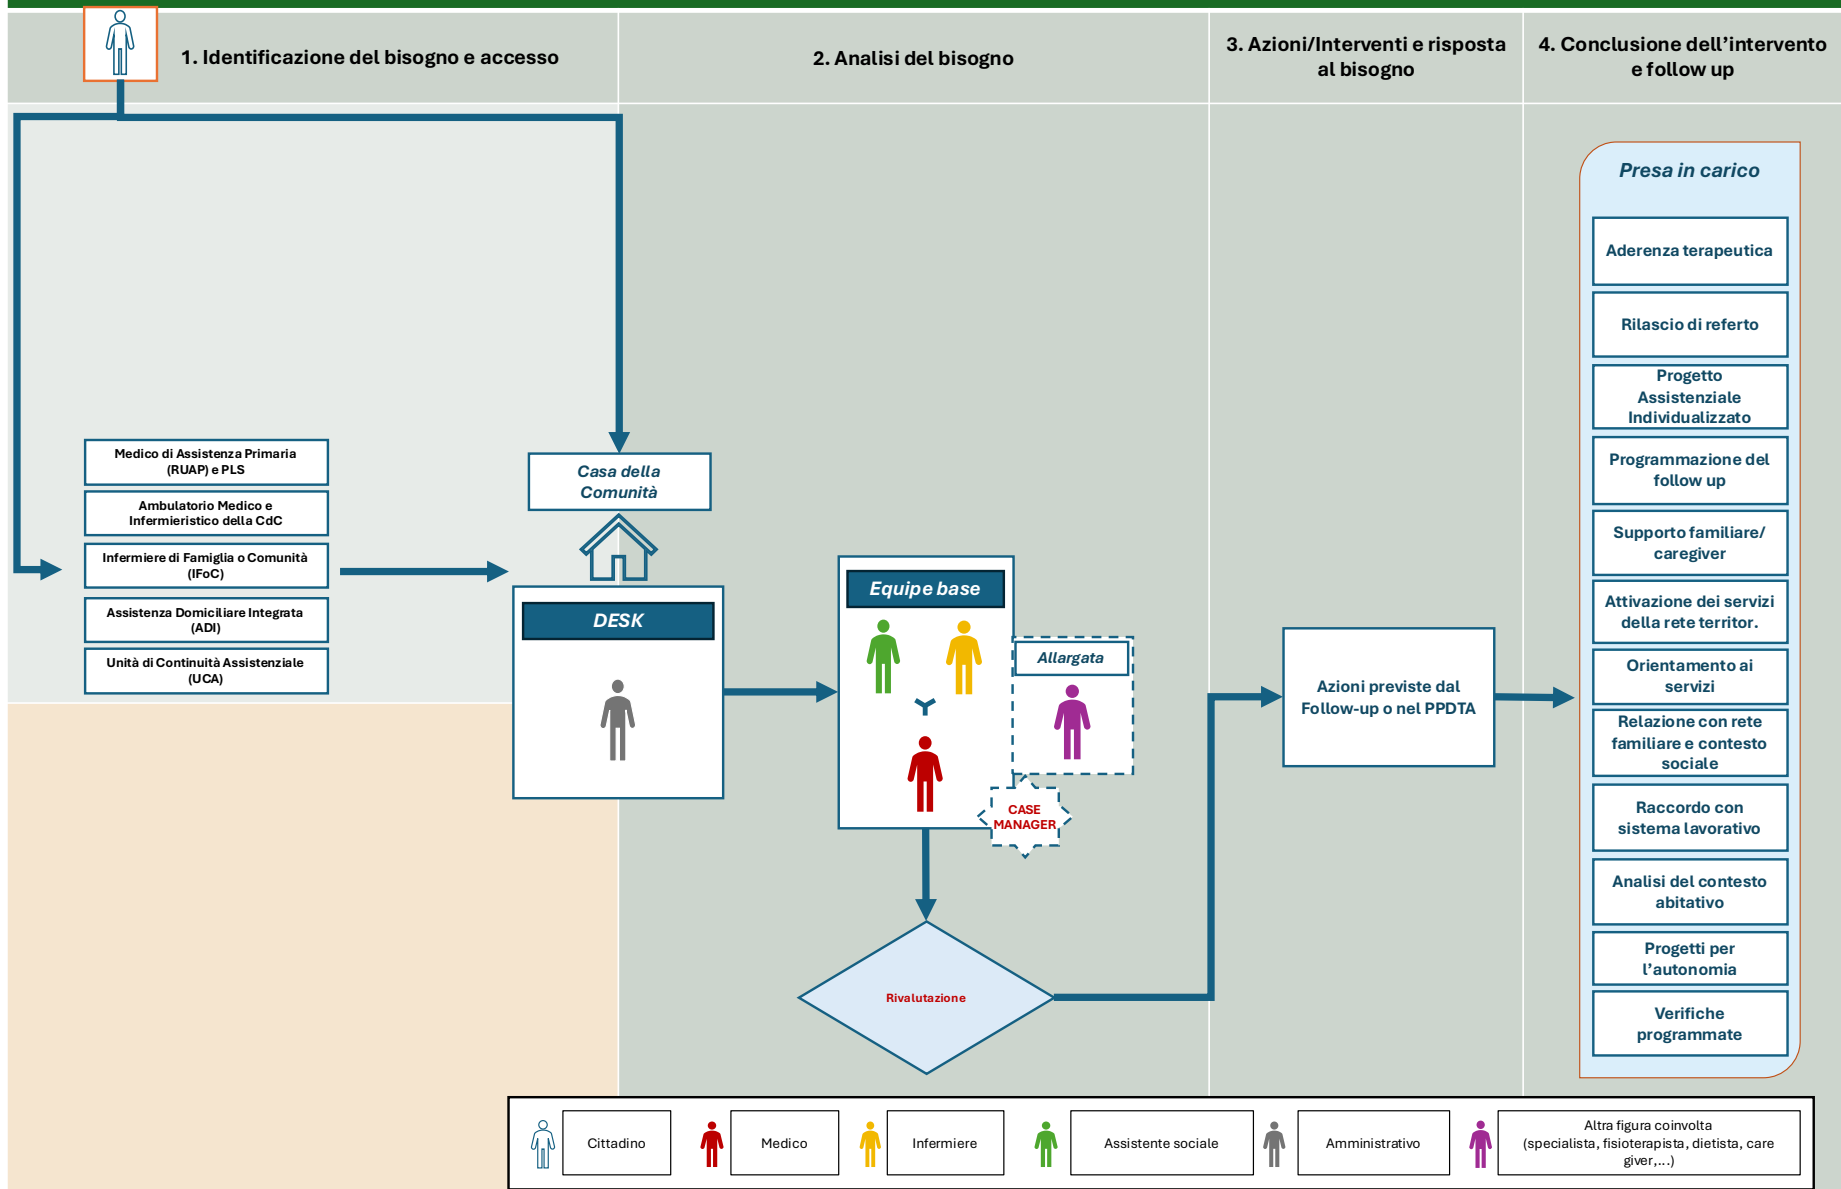 1. Identificazione del bisogno e accesso
2. Analisi del bisogno
3. Azioni/Interventi e risposta
al bisogno
4. Conclusione dell’intervento
e follow up
Medico di Assistenza Primaria
(RUAP) e PLS
Ambulatorio Medico e
Infermieristico della CdC
Infermiere di Famiglia o Comunità
(IFoC)
Assistenza Domiciliare Integrata
(ADI)
Unità di Continuità Assistenziale
(UCA)
Casa della
Comunità
DESK
Equipe base
Allargata
CASE
MANAGER
Rivalutazione
Azioni previste dal
Follow-up o nel PPDTA
Presa in carico
Aderenza terapeutica
Rilascio di referto
Progetto
Assistenziale
Individualizzato
Programmazione del
follow up
Supporto familiare/
caregiver
Attivazione dei servizi
della rete territor.
Orientamento ai
servizi
Relazione con rete
familiare e contesto
sociale
Raccordo con
sistema lavorativo
Analisi del contesto
abitativo
Progetti per
l’autonomia
Verifiche
programmate
Cittadino
Medico
Infermiere
Assistente sociale
Amministrativo
Altra figura coinvolta
(specialista, fisioterapista, dietista, care
giver,...)